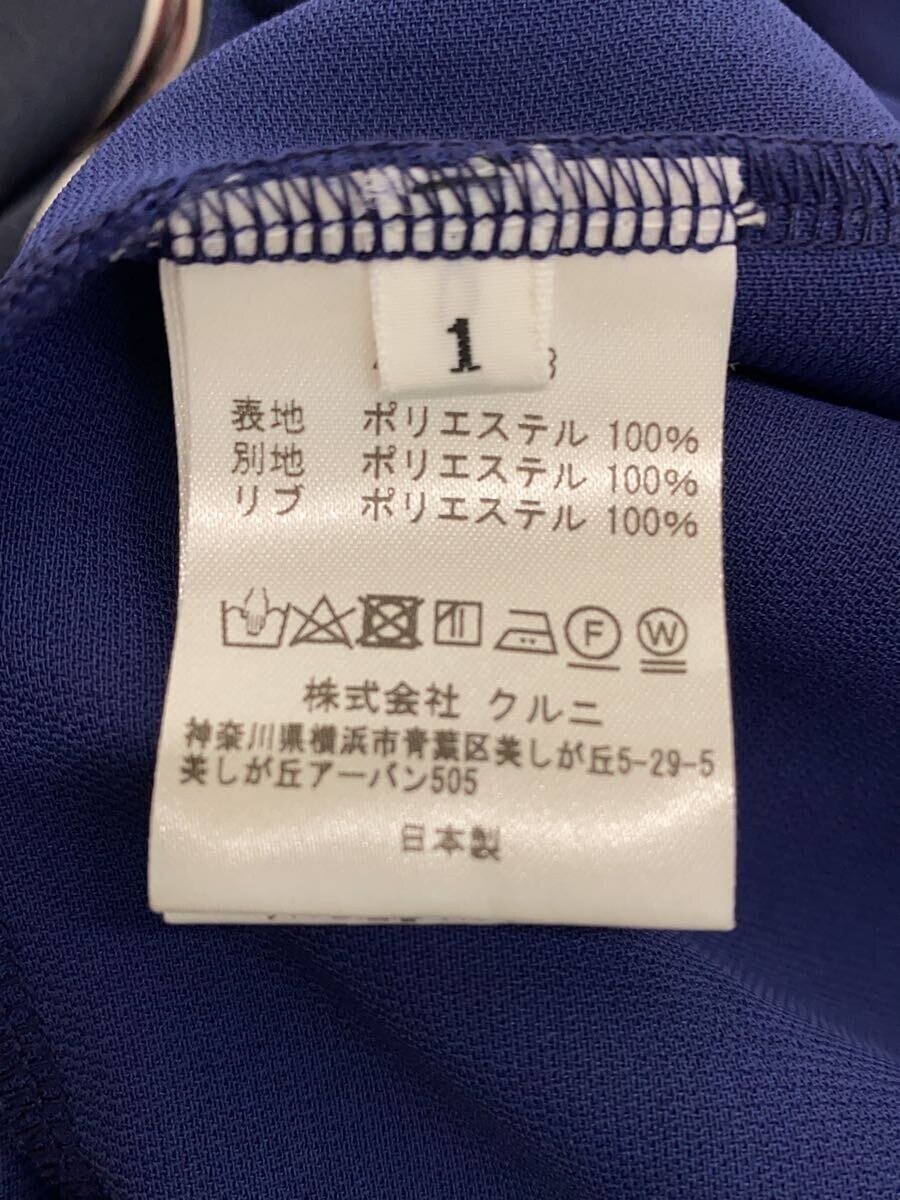 1
表地 ポリエステル 100%
別地 ポリエステル 100%
リブ ポリエステル 100%
F W
株式会社 クルニ
神奈川県横浜市青葉区美しが丘5-29-5
美しが丘アーバン505
日本製